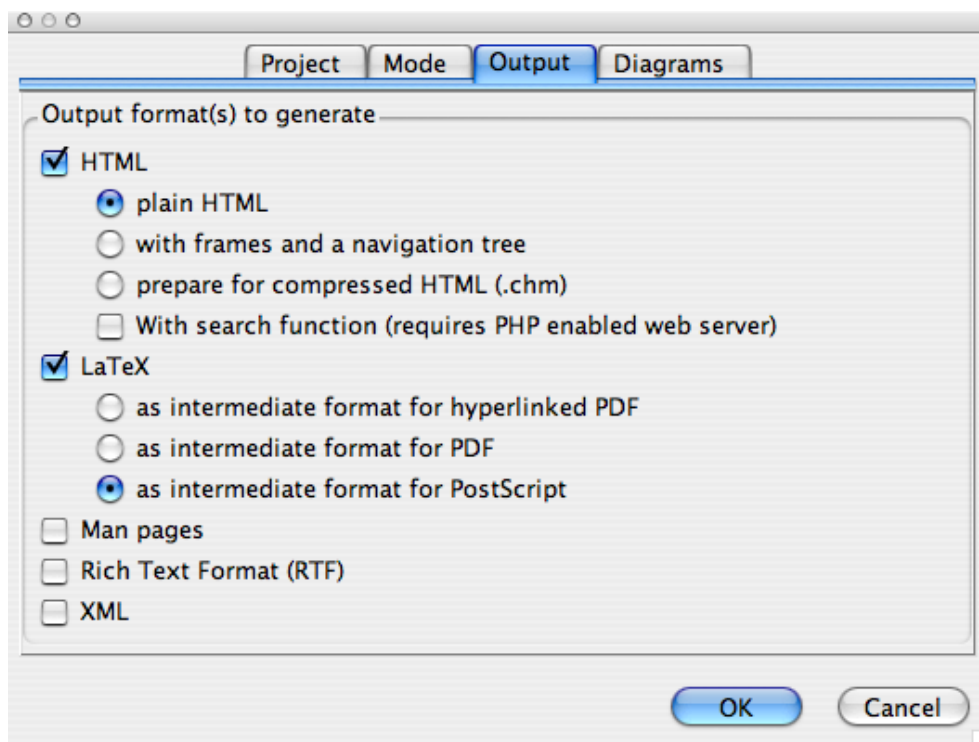 Project Mode Output Diagrams
Output format(s) to generate
HTML
plain HTML
with frames and a navigation tree
prepare for compressed HTML (.chm)
With search function (requires PHP enabled web server)
LaTeX
as intermediate format for hyperlinked PDF
as intermediate format for PDF
as intermediate format for PostScript
Man pages
Rich Text Format (RTF)
XML
OK Cancel